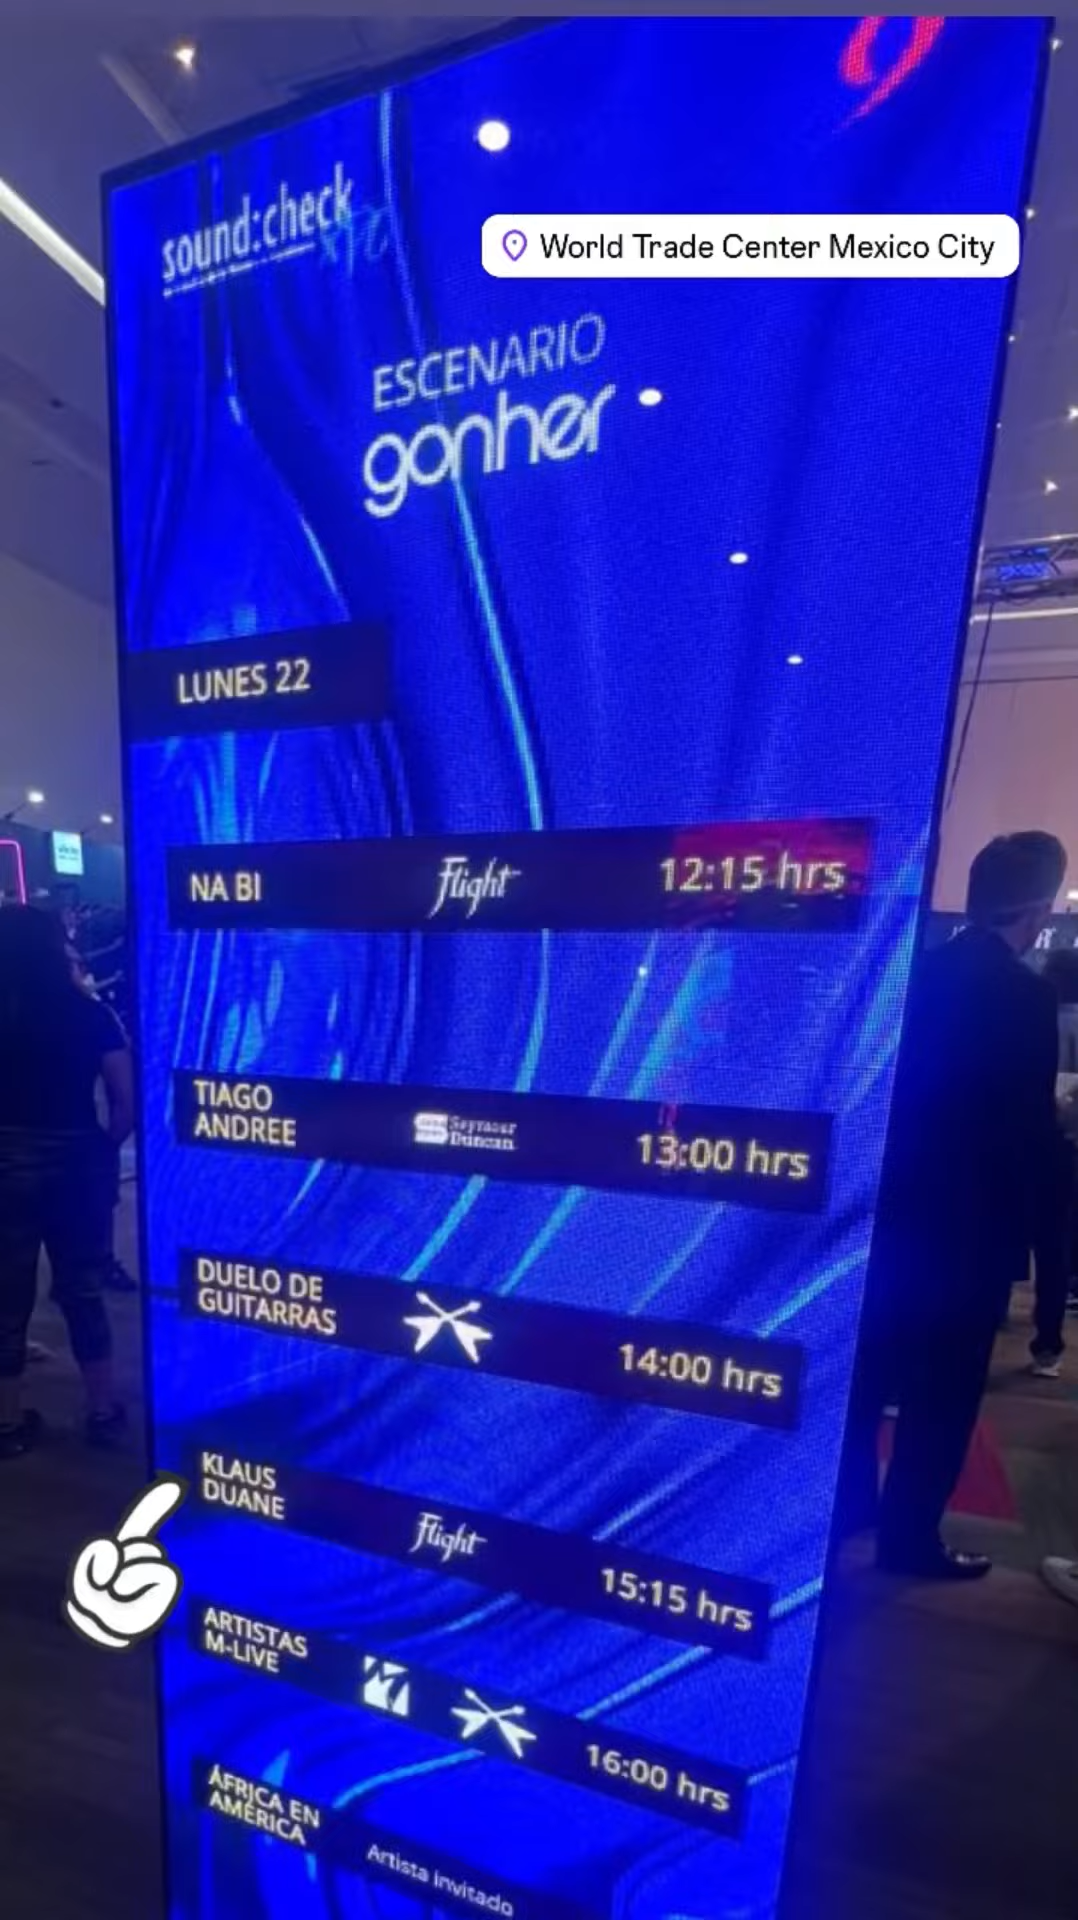 sound:check
World Trade Center Mexico City
ESCENARIO
gonher
LUNES 22
NA BI Flight 12:15 hrs
TIAGO
ANDREE
Seymour
Duncan
13:00 hrs
DUELO DE
GUITARRAS
14:00 hrs
KLAUS
DUANE
Flight
15:15 hrs
ARTISTAS
M-LIVE
16:00 hrs
ÁFRICA EN
AMÉRICA
Artista invitado